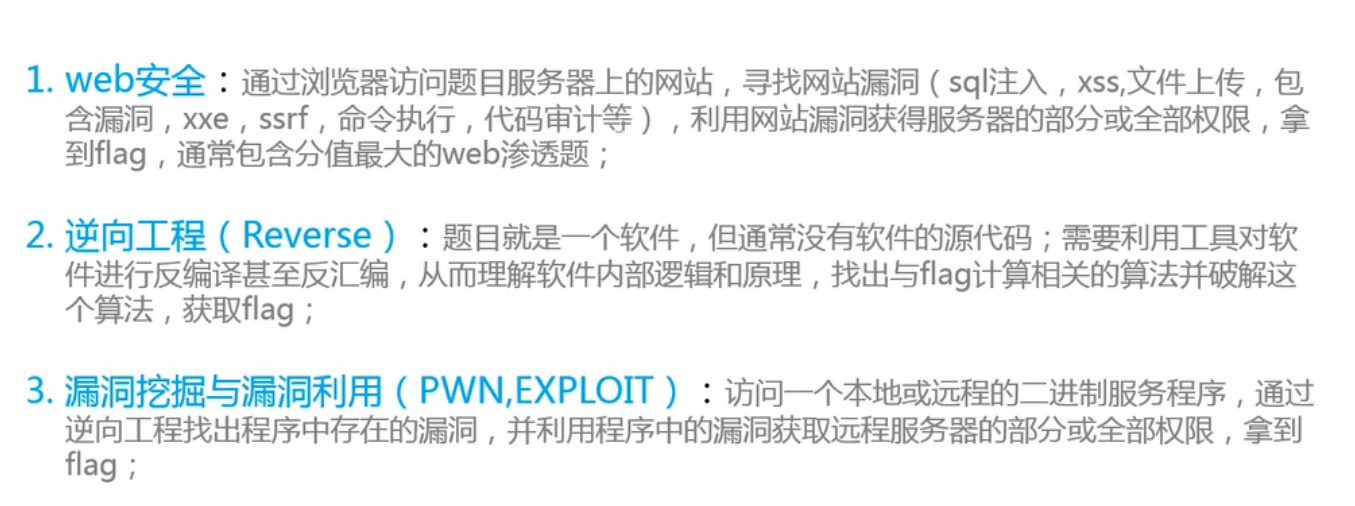 1. web安全：通过浏览器访问题目服务器上的网站，寻找网站漏洞（sql注入，xss,文件上传，包
含漏洞，xxe，ssrf，命令执行，代码审计等），利用网站漏洞获得服务器的部分或全部权限，拿
到flag，通常包含分值最大的web渗透题；
2. 逆向工程（Reverse）：题目就是一个软件，但通常没有软件的源代码；需要利用工具对软
件进行反编译甚至反汇编，从而理解软件内部逻辑和原理，找出与flag计算相关的算法并破解这
个算法，获取flag；
3. 漏洞挖掘与漏洞利用（PWN,EXPLOIT）：访问一个本地或远程的二进制服务程序，通过
逆向工程找出程序中存在的漏洞，并利用程序中的漏洞获取远程服务器的部分或全部权限，拿到
flag；